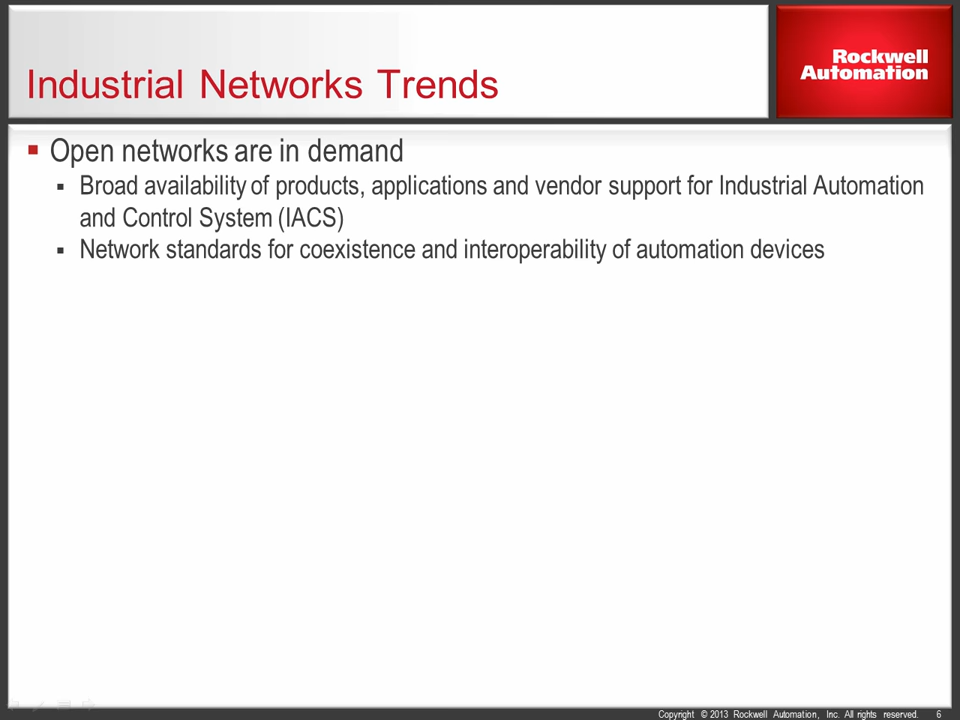 Industrial Networks Trends
Rockwell
Automation
▪ Open networks are in demand
▪ Broad availability of products, applications and vendor support for Industrial Automation
and Control System (IACS)
▪ Network standards for coexistence and interoperability of automation devices
Copyright © 2013 Rockwell Automation, Inc. All rights reserved. 6